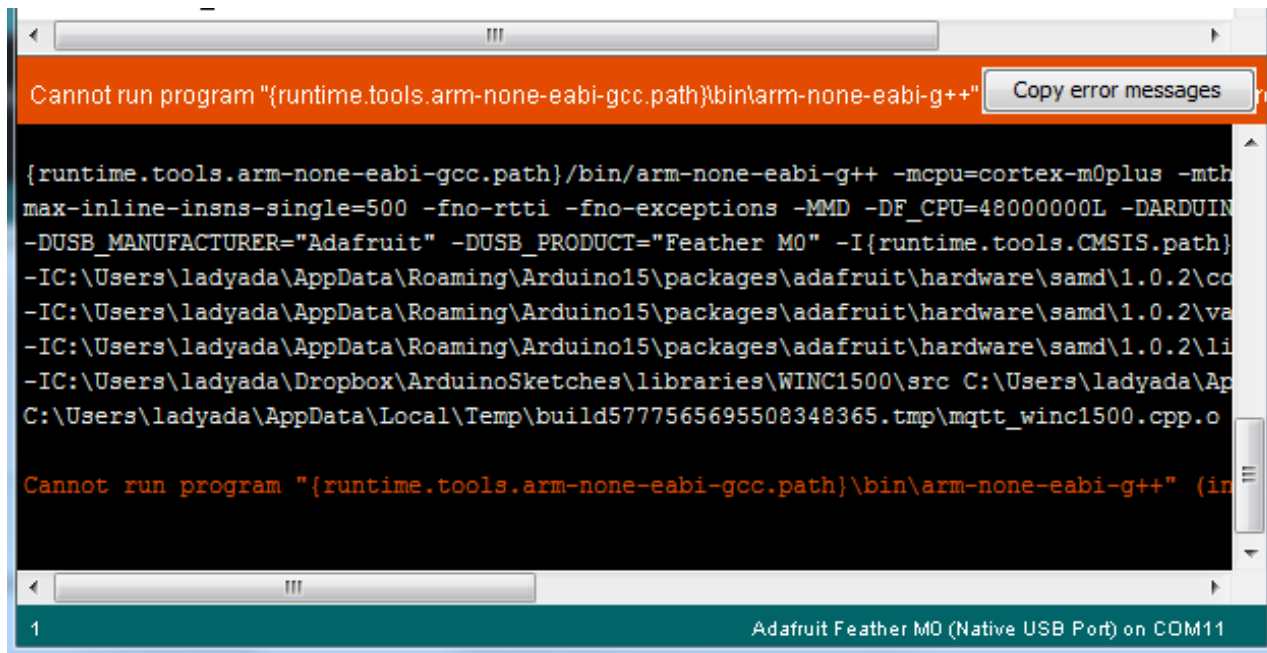 Cannot run program "{runtime.tools.arm-none-eabi-gcc.path}\bin\arm-none-eabi-g++"
Copy error messages
{runtime.tools.arm-none-eabi-gcc.path}/bin/arm-none-eabi-g++ -mcpu=cortex-m0plus -mth
max-inline-insns-single=500 -fno-rtti -fno-exceptions -MMD -DF_CPU=48000000L -DARDUIN
-DUSB_MANUFACTURER="Adafruit" -DUSB_PRODUCT="Feather M0" -I{runtime.tools.CMSIS.path}
-IC:\Users\ladyada\AppData\Roaming\Arduino15\packages\adafruit\hardware\samd\1.0.2\co
-IC:\Users\ladyada\AppData\Roaming\Arduino15\packages\adafruit\hardware\samd\1.0.2\va
-IC:\Users\ladyada\AppData\Roaming\Arduino15\packages\adafruit\hardware\samd\1.0.2\li
-IC:\Users\ladyada\Dropbox\ArduinoSketches\libraries\WINC1500\src C:\Users\ladyada\Ap
C:\Users\ladyada\AppData\Local\Temp\build5777565695508348365.tmp\mqtt_winc1500.cpp.o
Cannot run program "{runtime.tools.arm-none-eabi-gcc.path}\bin\arm-none-eabi-g++" (in
1
Adafruit Feather M0 (Native USB Port) on COM11